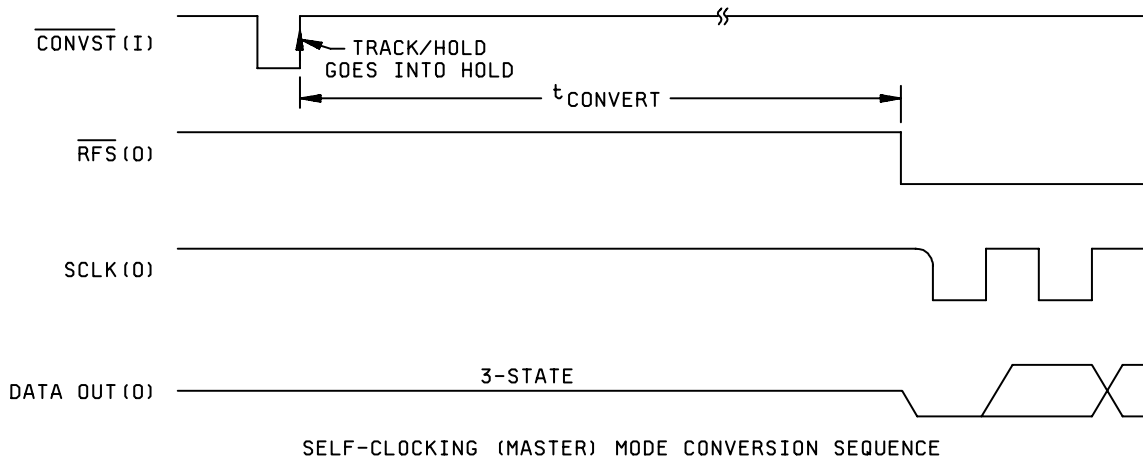 CONVST(I)
TRACK/HOLD
GOES INTO HOLD
tCONVERT
RFS(O)
SCLK(O)
DATA OUT(O)
3-STATE
SELF-CLOCKING (MASTER) MODE CONVERSION SEQUENCE